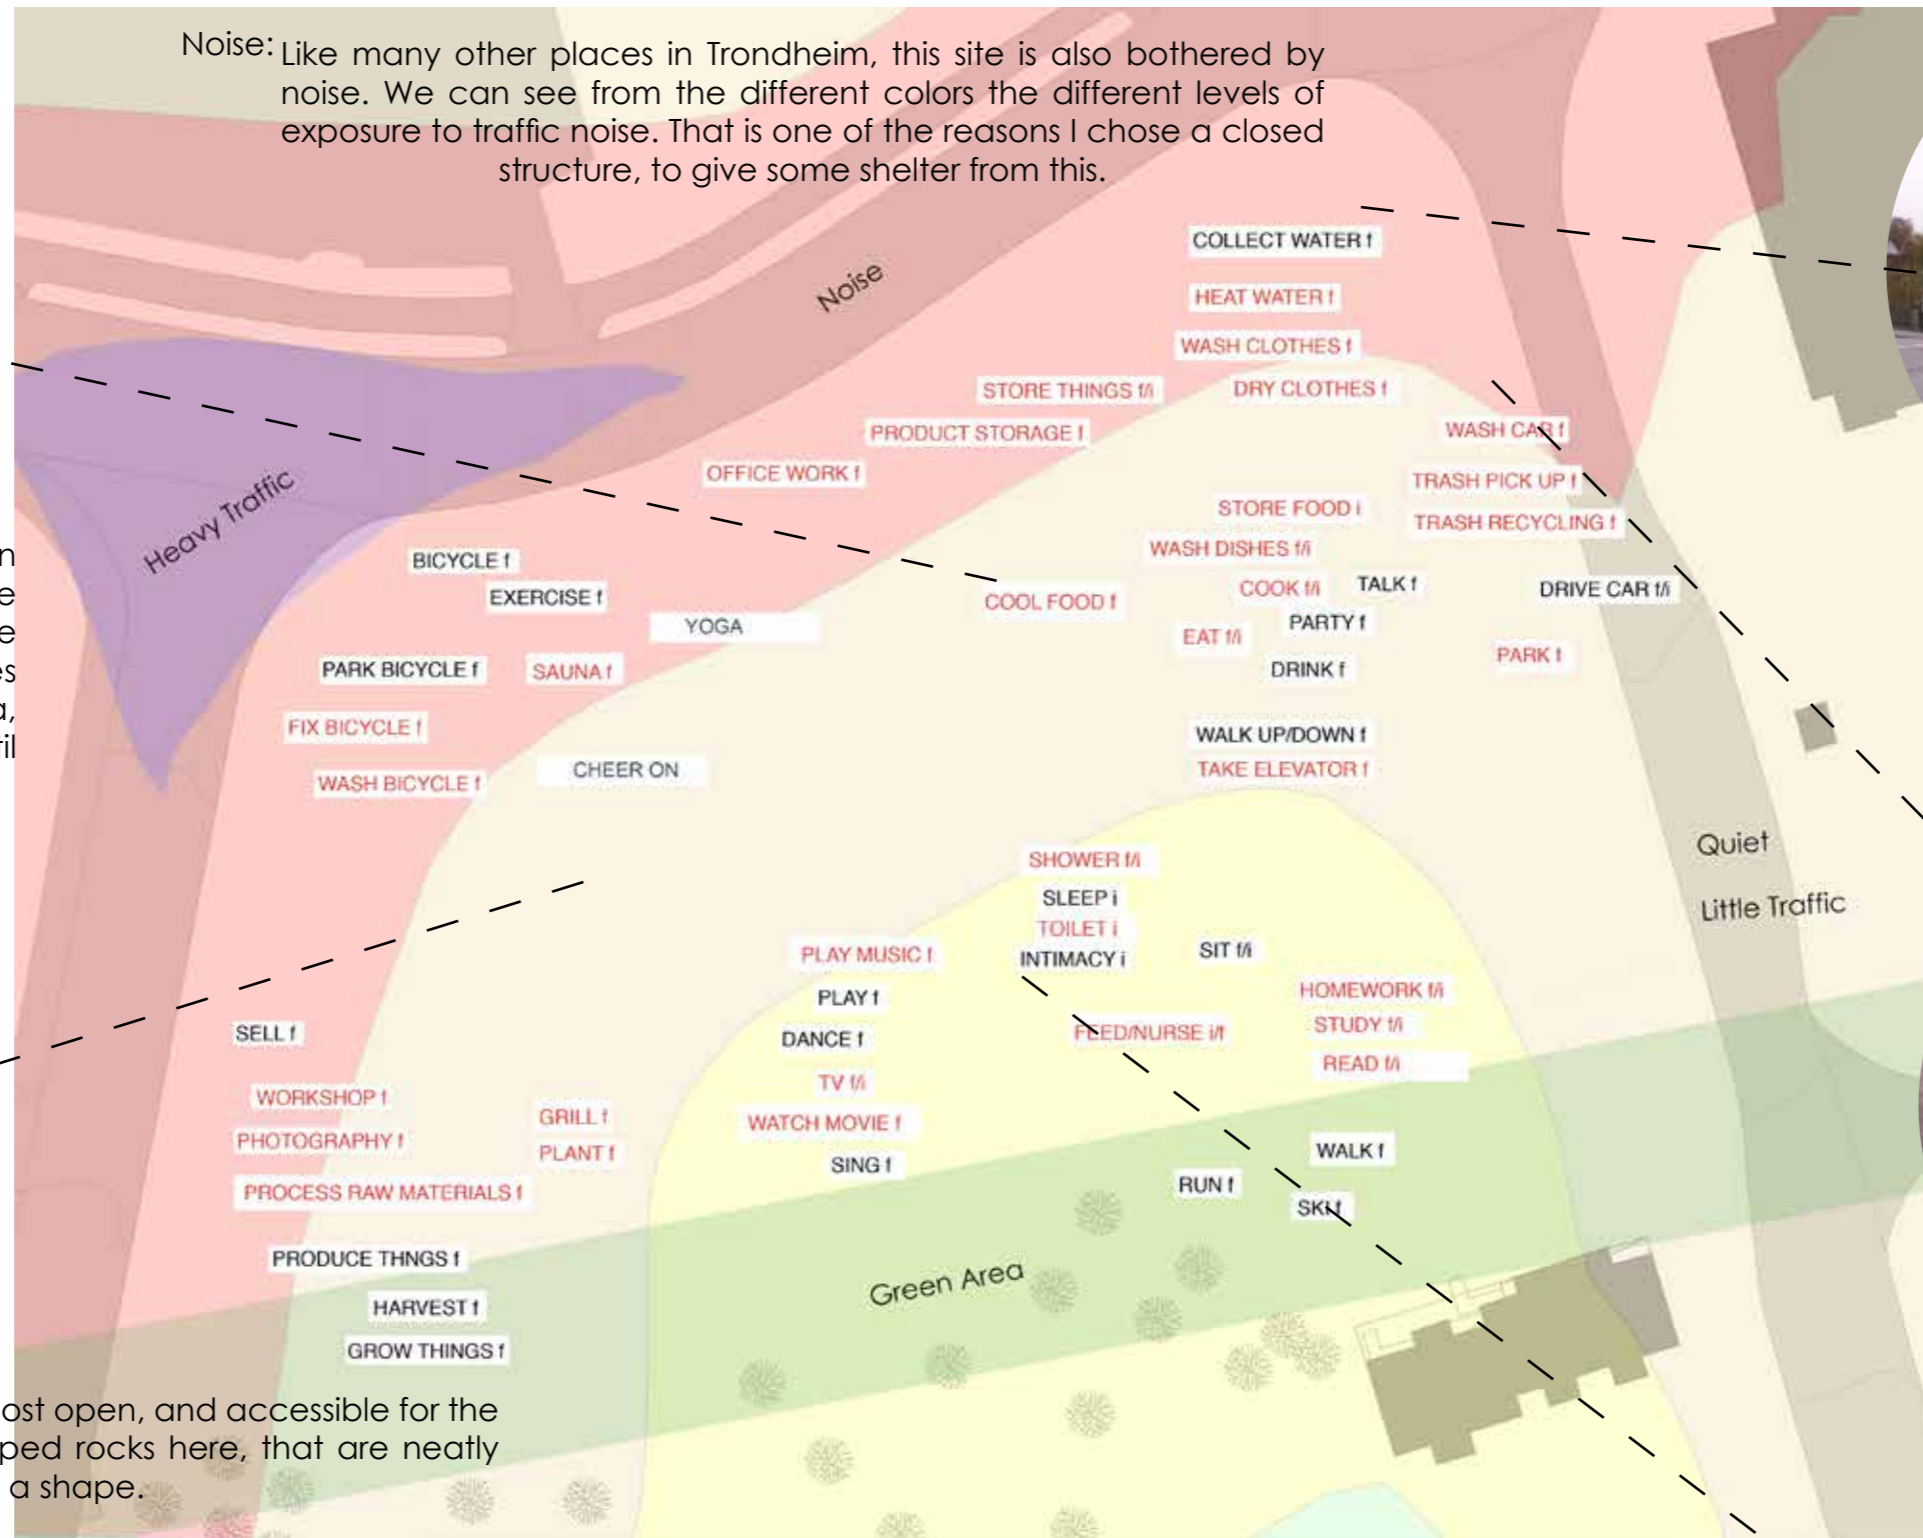 Noise: Like many other places in Trondheim, this site is also bothered by
noise. We can see from the different colors the different levels of
exposure to traffic noise. That is one of the reasons I chose a closed
structure, to give some shelter from this.
COLLECT WATER f
Noise
HEAT WATER f
WASH CLOTHES f
STORE THINGS f/i
DRY CLOTHES f
PRODUCT STORAGE f
WASH CAR f
OFFICE WORK f
TRASH PICK UP f
Heavy Traffic
STORE FOOD i
TRASH RECYCLING f
WASH DISHES f/i
BICYCLE f
EXERCISE f
COOL FOOD f
COOK f/i
TALK f
DRIVE CAR f/i
YOGA
PARTY f
EAT f/i
PARK BICYCLE f
SAUNA f
DRINK f
PARK f
FIX BICYCLE f
WALK UP/DOWN f
WASH BICYCLE f
CHEER ON
TAKE ELEVATOR f
Quiet
Little Traffic
SHOWER f/i
SLEEP i
TOILET i
PLAY MUSIC f
INTIMACY i
SIT f/i
PLAY f
HOMEWORK f/i
SELL f
DANCE f
FEED/NURSE i/f
STUDY f/i
TV f/i
READ f/i
WORKSHOP f
GRILL f
WATCH MOVIE f
PHOTOGRAPHY f
PLANT f
SING f
WALK f
PROCESS RAW MATERIALS f
RUN f
SKI f
PRODUCE THNGS f
Green Area
HARVEST f
GROW THINGS f
ost open, and accessible for the
ped rocks here, that are neatly
a shape.